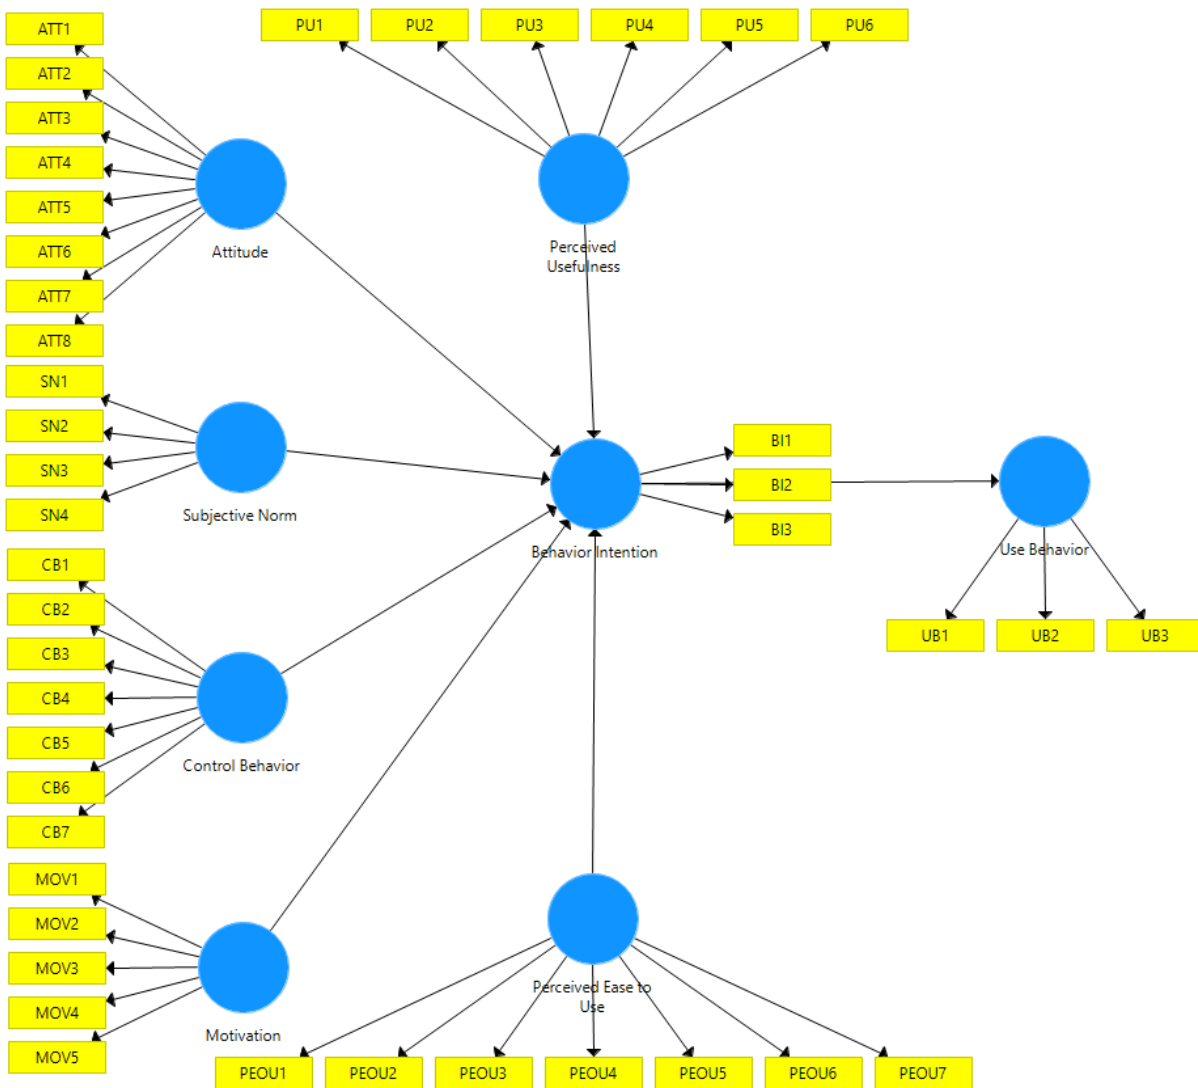 ATT1
ATT2
ATT3
ATT4
ATT5
ATT6
ATT7
ATT8
Attitude
PU1
PU2
PU3
PU4
PU5
PU6
Perceived
Usefulness
SN1
SN2
SN3
SN4
Subjective Norm
BI1
BI2
BI3
Behavior Intention
Use Behavior
UB1
UB2
UB3
CB1
CB2
CB3
CB4
CB5
CB6
CB7
Control Behavior
MOV1
MOV2
MOV3
MOV4
MOV5
Motivation
Perceived Ease to
Use
PEOU1
PEOU2
PEOU3
PEOU4
PEOU5
PEOU6
PEOU7